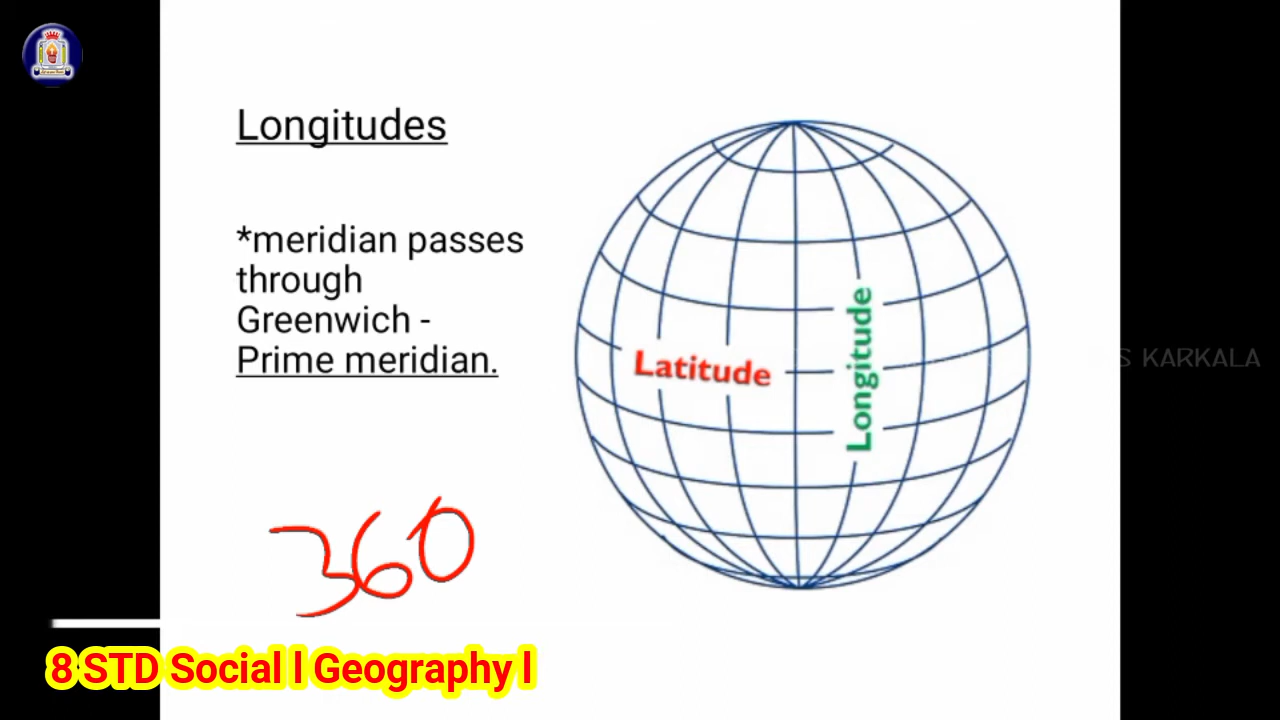 Longitudes
*meridian passes
through
Greenwich -
Prime meridian.
Latitude
Longitude
S KARKALA
360
8 STD Social l Geography l